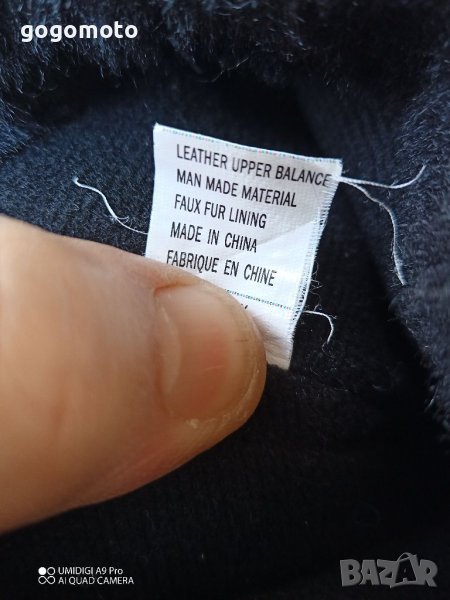 gogomoto
LEATHER UPPER BALANCE
MAN MADE MATERIAL
FAUX FUR LINING
MADE IN CHINA
FABRIQUE EN CHINE
UMIDIGI A9 Pro
AI QUAD CAMERA
BAZAR